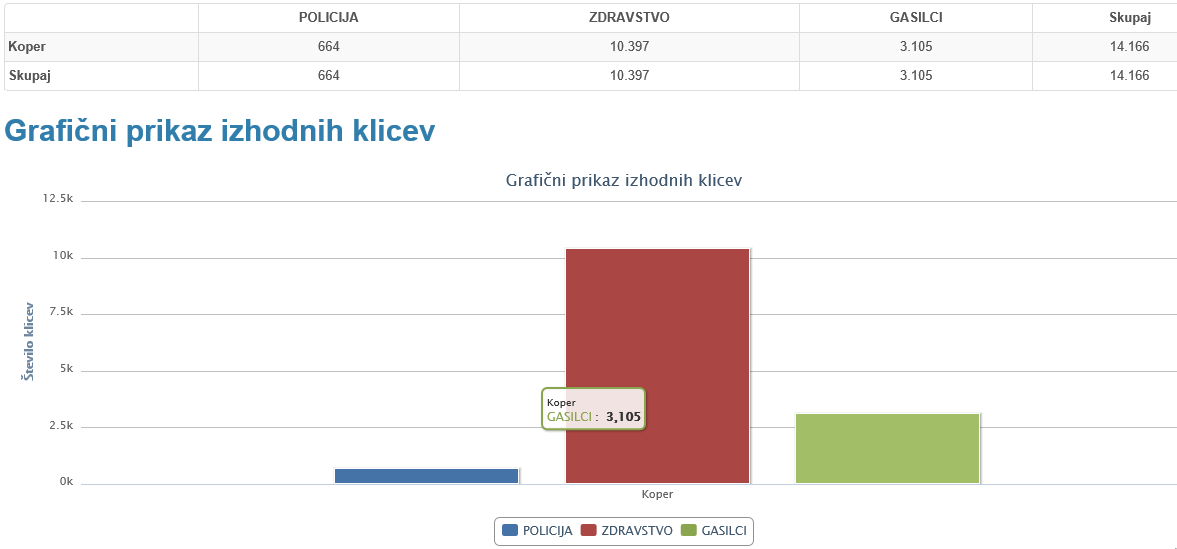 POLICIJA ZDRAVSTVO GASILCI Skupaj
Koper 664 10.397 3.105 14.166
Skupaj 664 10.397 3.105 14.166
Grafični prikaz izhodnih klicev
Grafični prikaz izhodnih klicev
12.5k
10k
7.5k
5k
2.5k
0k
Število klicev
Koper
GASILCI : 3,105
Koper
POLICIJA ZDRAVSTVO GASILCI